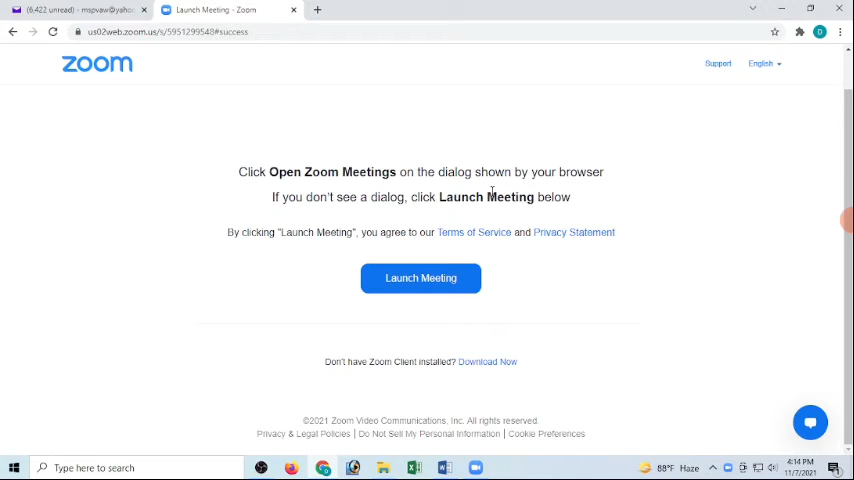 (6,422 unread) - mspvaw@yahoo
Launch Meeting - Zoom
us02web.zoom.us/s/5951299548#success
D
zoom
Support
English
Click Open Zoom Meetings on the dialog shown by your browser
If you don't see a dialog, click Launch Meeting below
By clicking "Launch Meeting", you agree to our Terms of Service and Privacy Statement
Launch Meeting
Don't have Zoom Client installed? Download Now
©2021 Zoom Video Communications, Inc. All rights reserved.
Privacy & Legal Policies | Do Not Sell My Personal Information | Cookie Preferences
Type here to search
88°F Haze
4:14 PM
11/7/2021